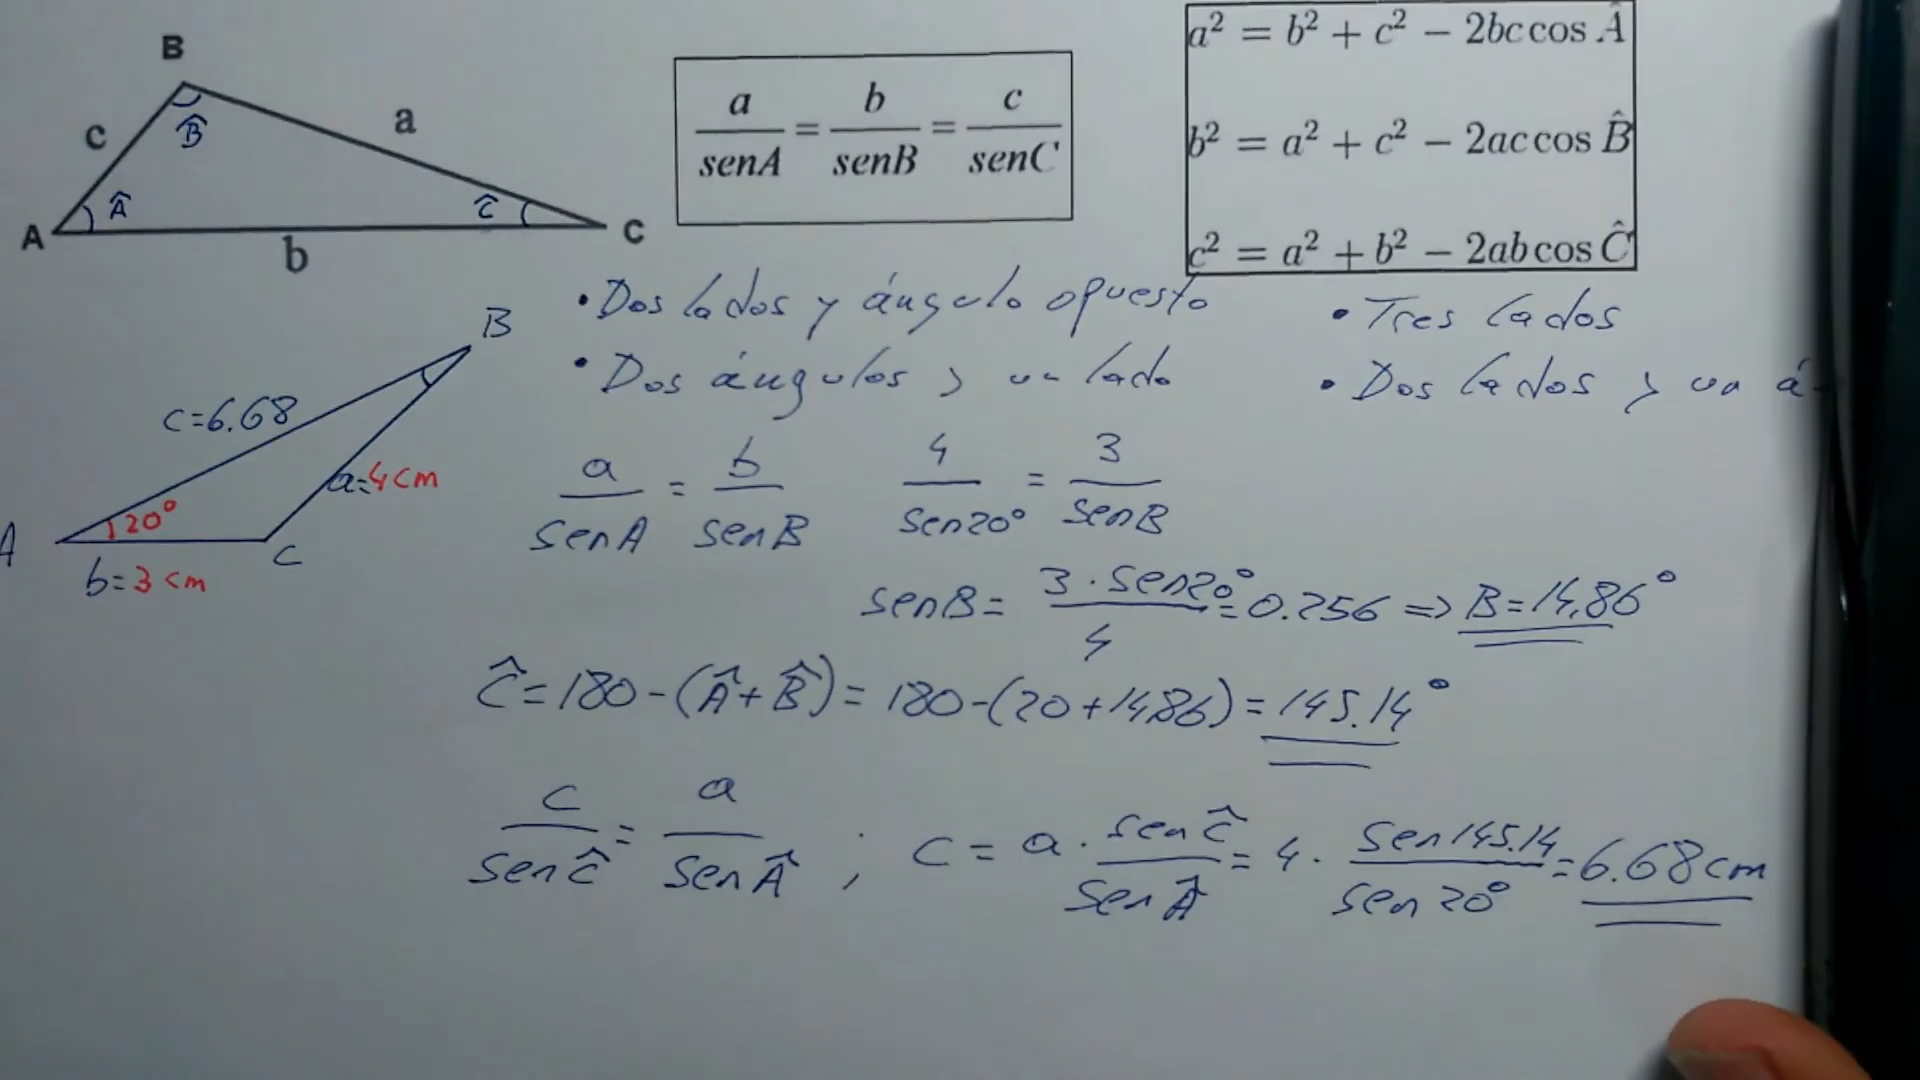 B
c
B̂
a
Â
Ĉ
A
b
C
a/senA = b/senB = c/senC
a² = b² + c² − 2bc cos Â
b² = a² + c² − 2ac cos B̂
c² = a² + b² − 2ab cos Ĉ
• Dos lados y ángulo opuesto
• Dos ángulos y un lado
• Tres lados
• Dos lados y un á
B
c=6.68
a=4cm
20°
A
C
b=3 cm
a/senA = b/senB
4/sen20° = 3/senB
senB = 3·sen20°/4 = 0.256 => B=14,86°
Ĉ=180-(Â+B̂)=180-(20+14,86)=145.14°
c/senĈ = a/senÂ ; c = a · senĈ/senÂ = 4 · sen145.14/sen20° = 6.68cm